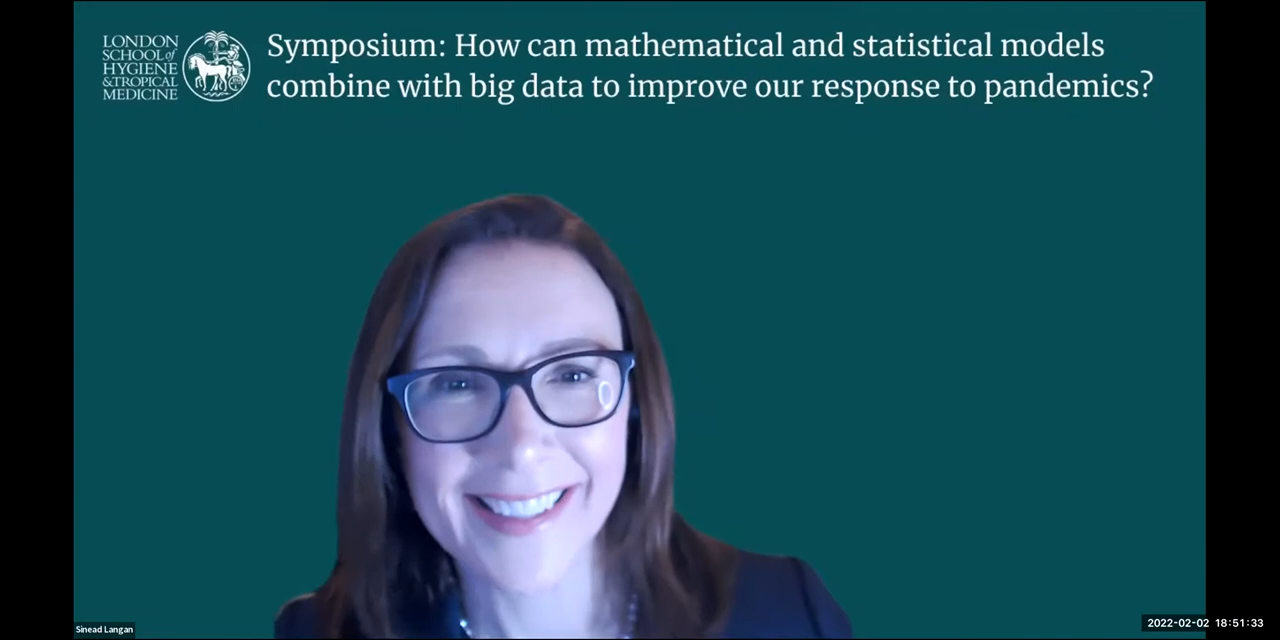 LONDON
SCHOOL of
HYGIENE
&TROPICAL
MEDICINE
Symposium: How can mathematical and statistical models
combine with big data to improve our response to pandemics?
Sinead Langan
2022-02-02 18:51:33